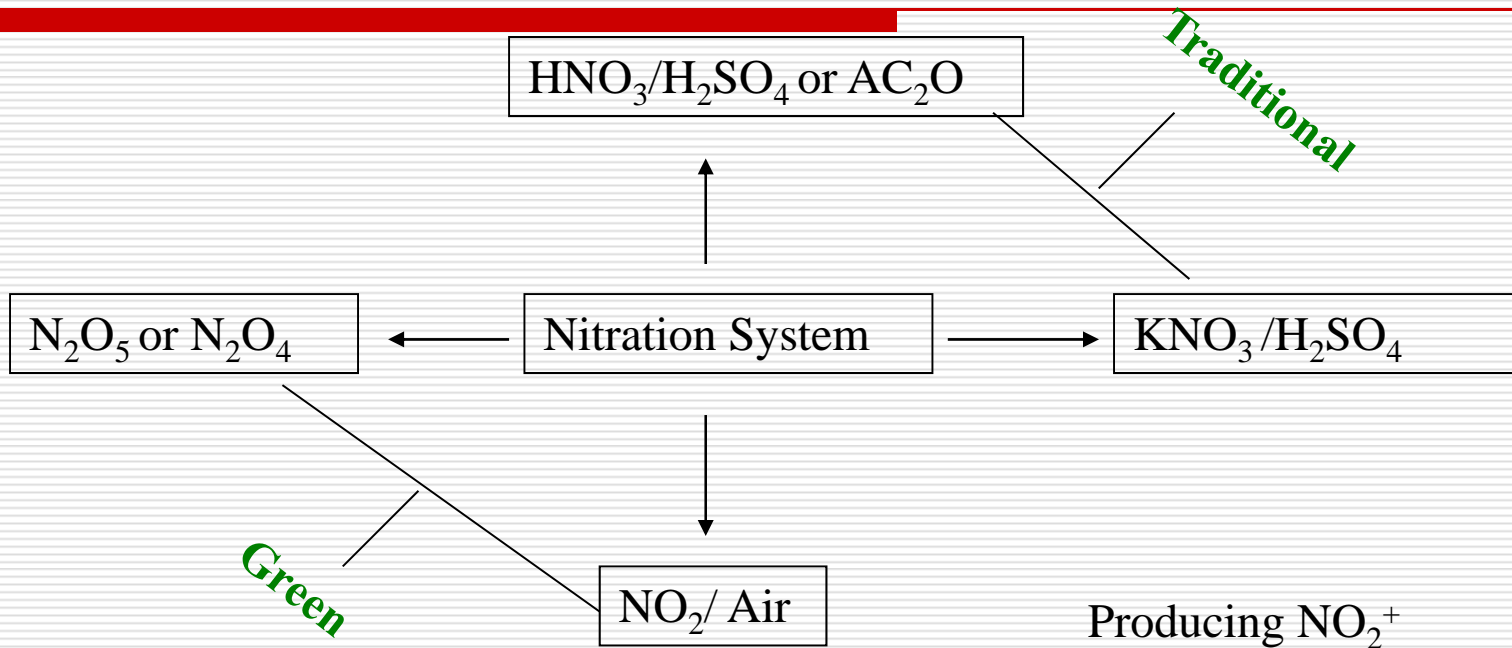 Traditional
HNO₃/H₂SO₄ or AC₂O
N₂O₅ or N₂O₄
Nitration System
KNO₃ /H₂SO₄
Green
NO₂/ Air
Producing NO₂⁺